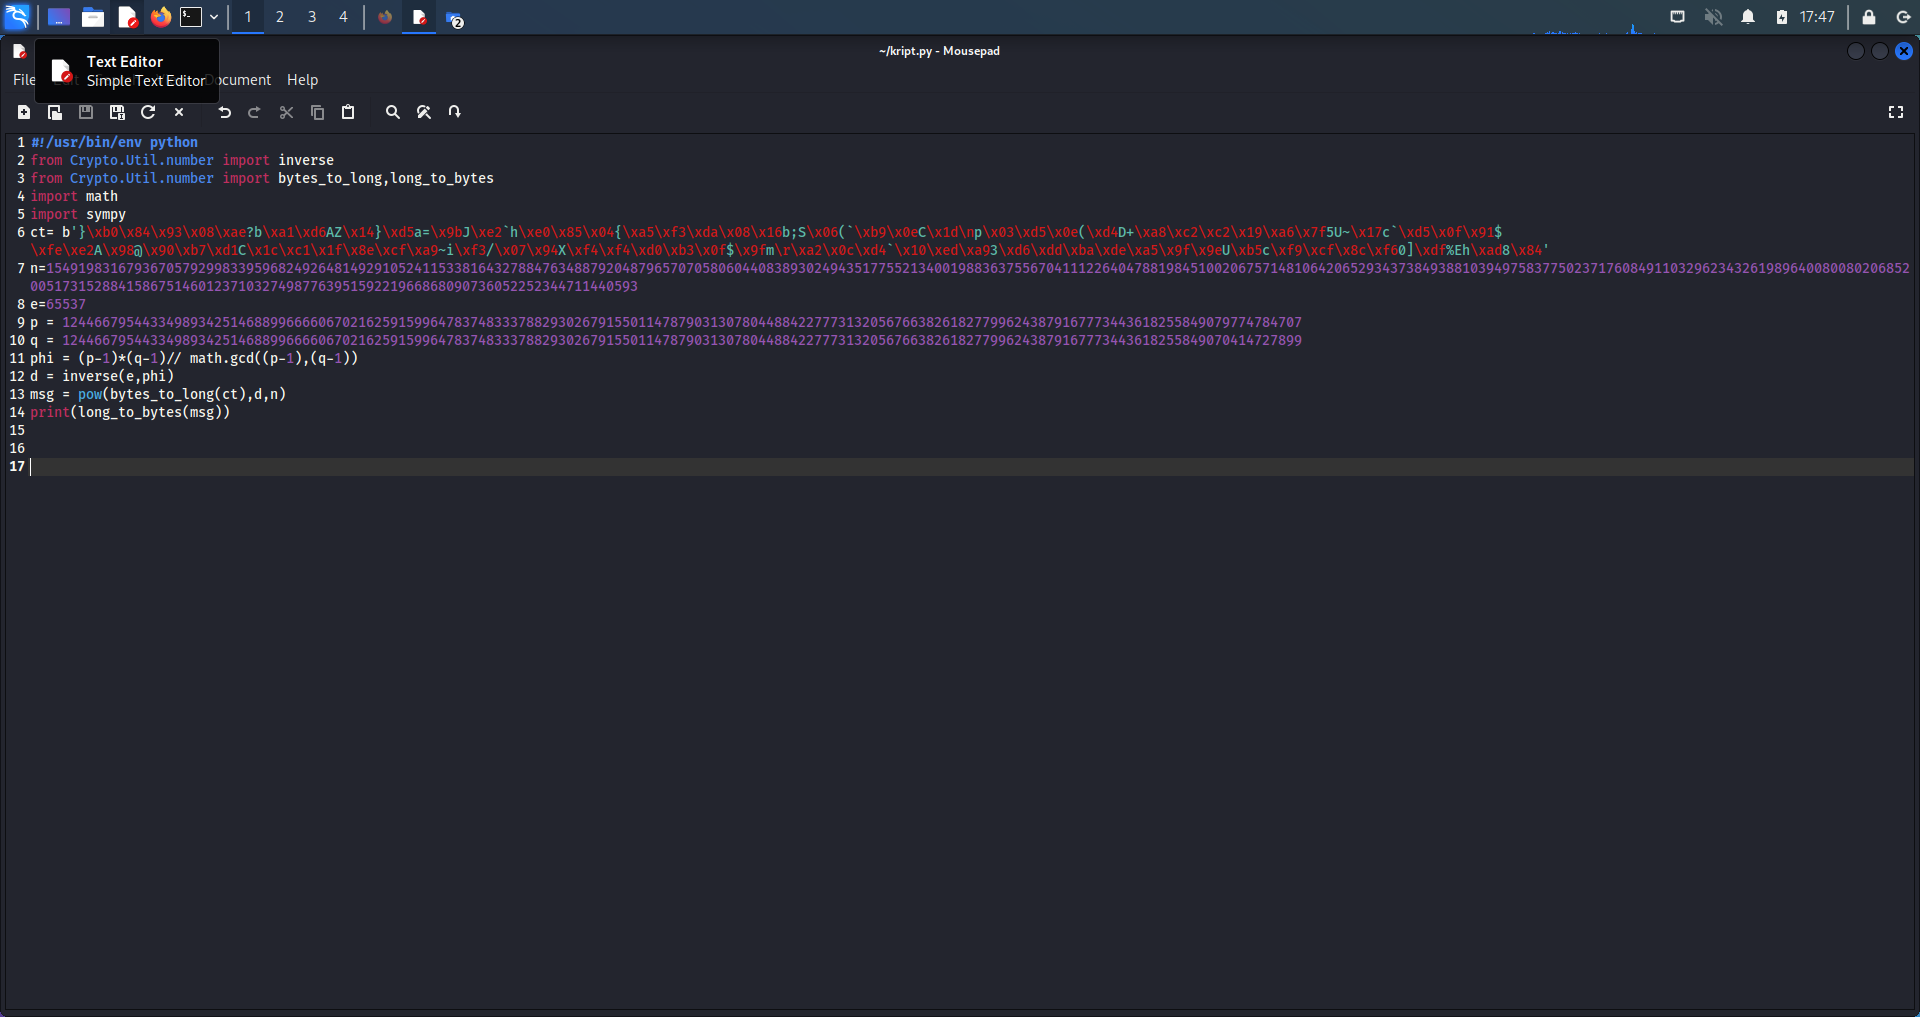 1 2 3 4 2 17:47
~/kript.py - Mousepad
Text Editor
Simple Text Editor
File Document Help
1 #!/usr/bin/env python
2 from Crypto.Util.number import inverse
3 from Crypto.Util.number import bytes_to_long,long_to_bytes
4 import math
5 import sympy
6 ct= b'}\xb0\x84\x93\x08\xae?b\xa1\xd6AZ\x14}\xd5a=\x9bJ\xe2`h\xe0\x85\x04{\xa5\xf3\xda\x08\x16b;S\x06(`\xb9\x0eC\x1d\np\x03\xd5\x0e(\xd4D+\xa8\xc2\xc2\x19\xa6\x7f5U~\x17c`\xd5\x0f\x91$
\xfe\xe2A\x98@\x90\xb7\xd1C\x1c\xc1\x1f\x8e\xcf\xa9~i\xf3/\x07\x94X\xf4\xf4\xd0\xb3\x0f$\x9fm\r\xa2\x0c\xd4`\x10\xed\xa93\xd6\xdd\xba\xde\xa5\x9f\x9eU\xb5c\xf9\xcf\x8c\xf60]\xdf%Eh\xad8\x84'
7 n=154919831679367057929983395968249264814929105241153381643278847634887920487965707058060440838930249435177552134001988363755670411122640478819845100206757148106420652934373849388103949758377502371760849110329623432619896400800802068520
005173152884158675146012371032749877639515922196686809073605225234471144​0593
8 e=65537
9 p = 12446679544334989342514688996666067021625915996478374833378829302679155011478790313078044884227773132056766382618277996243879167773443618255849079774784707
10 q = 12446679544334989342514688996666067021625915996478374833378829302679155011478790313078044884227773132056766382618277996243879167773443618255849070414727899
11 phi = (p-1)*(q-1)// math.gcd((p-1),(q-1))
12 d = inverse(e,phi)
13 msg = pow(bytes_to_long(ct),d,n)
14 print(long_to_bytes(msg))
15
16
17